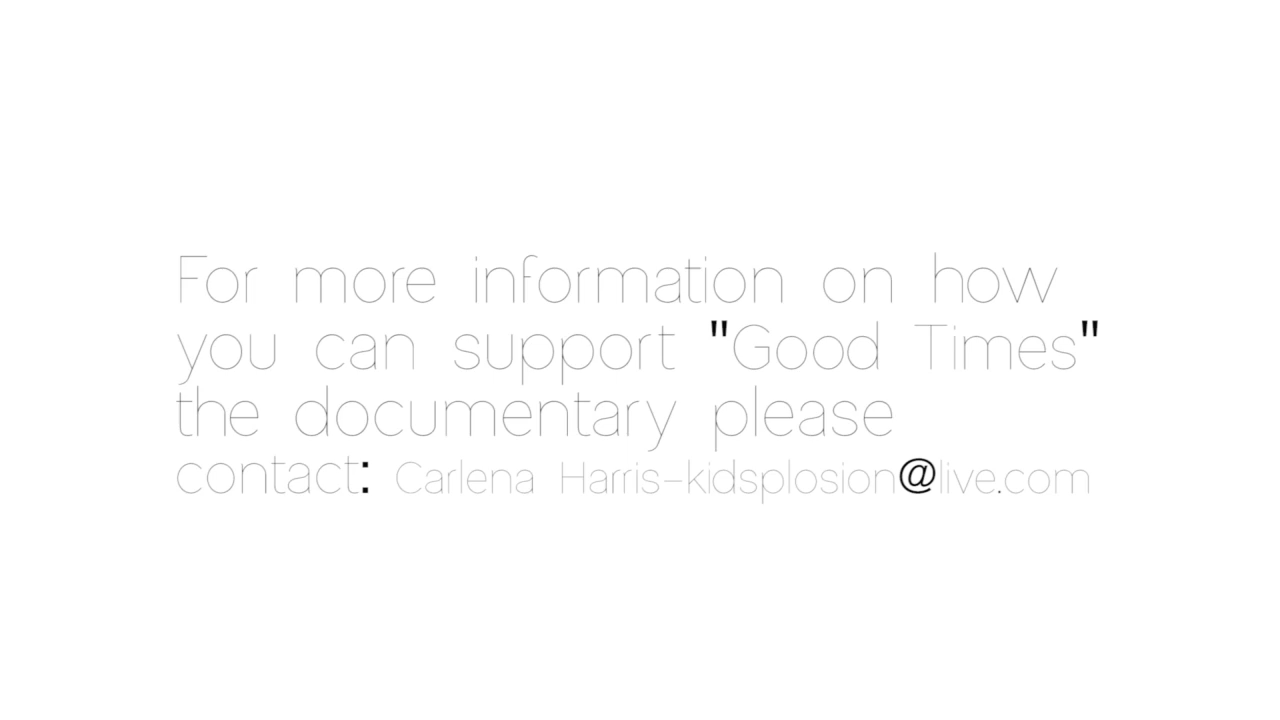 For more information on how
you can support "Good Times"
the documentary please
contact: Carlena Harris-kidsplosion@live.com